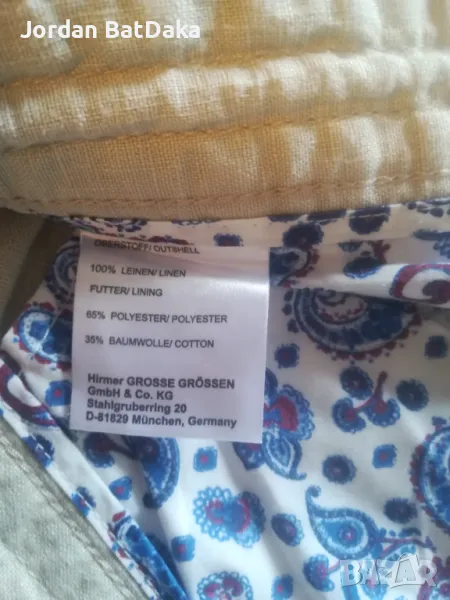 Jordan BatDaka
OBERSTOFF/ OUTSHELL
100% LEINEN/ LINEN
FUTTER/ LINING
65% POLYESTER/ POLYESTER
35% BAUMWOLLE/ COTTON
Hirmer GROSSE GRÖSSEN
GmbH & Co. KG
Stahlgruberring 20
D-81829 München, Germany
BAZAR